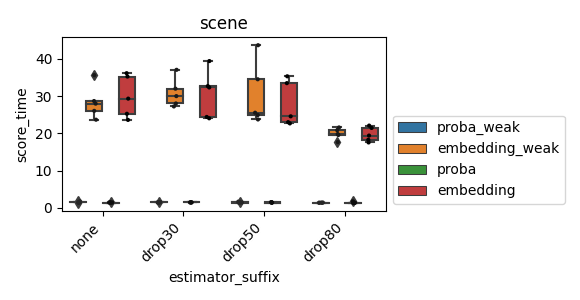 scene
score_time
40
30
20
10
0
none
drop30
drop50
drop80
estimator_suffix
proba_weak
embedding_weak
proba
embedding